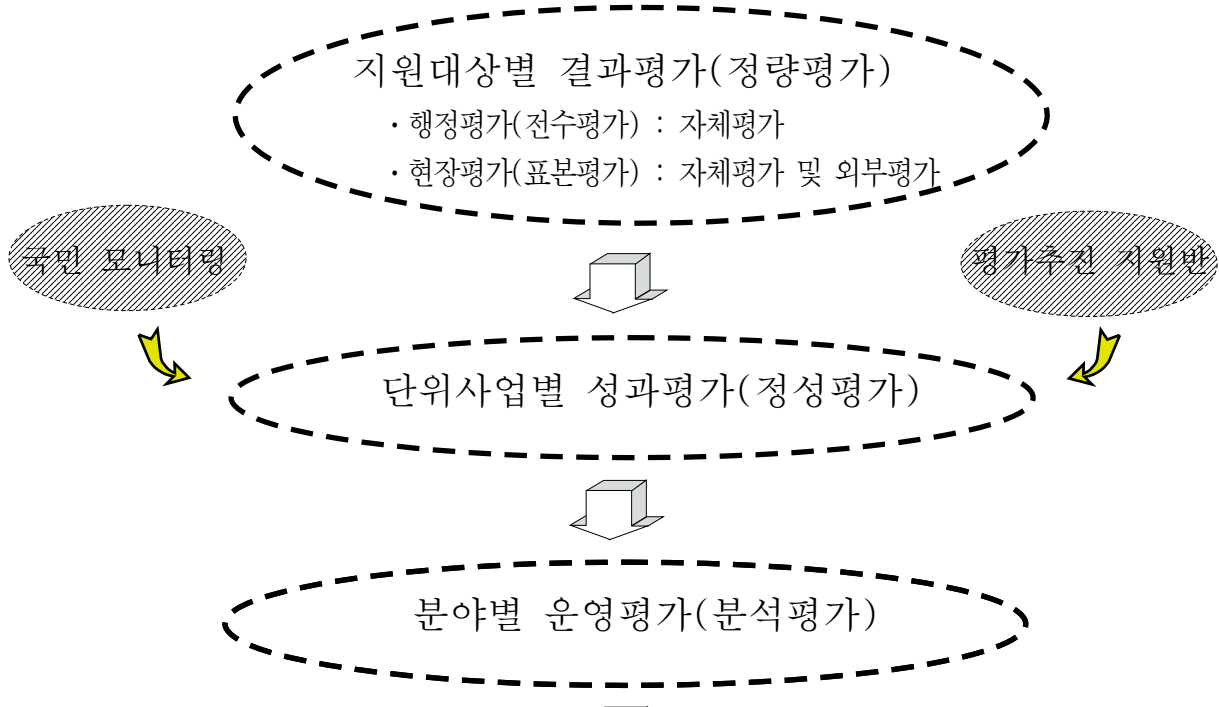 지원대상별 결과평가(정량평가)
· 행정평가(전수평가) : 자체평가
· 현장평가(표본평가) : 자체평가 및 외부평가
국민 모니터링
평가추진 지원반
단위사업별 성과평가(정성평가)
분야별 운영평가(분석평가)